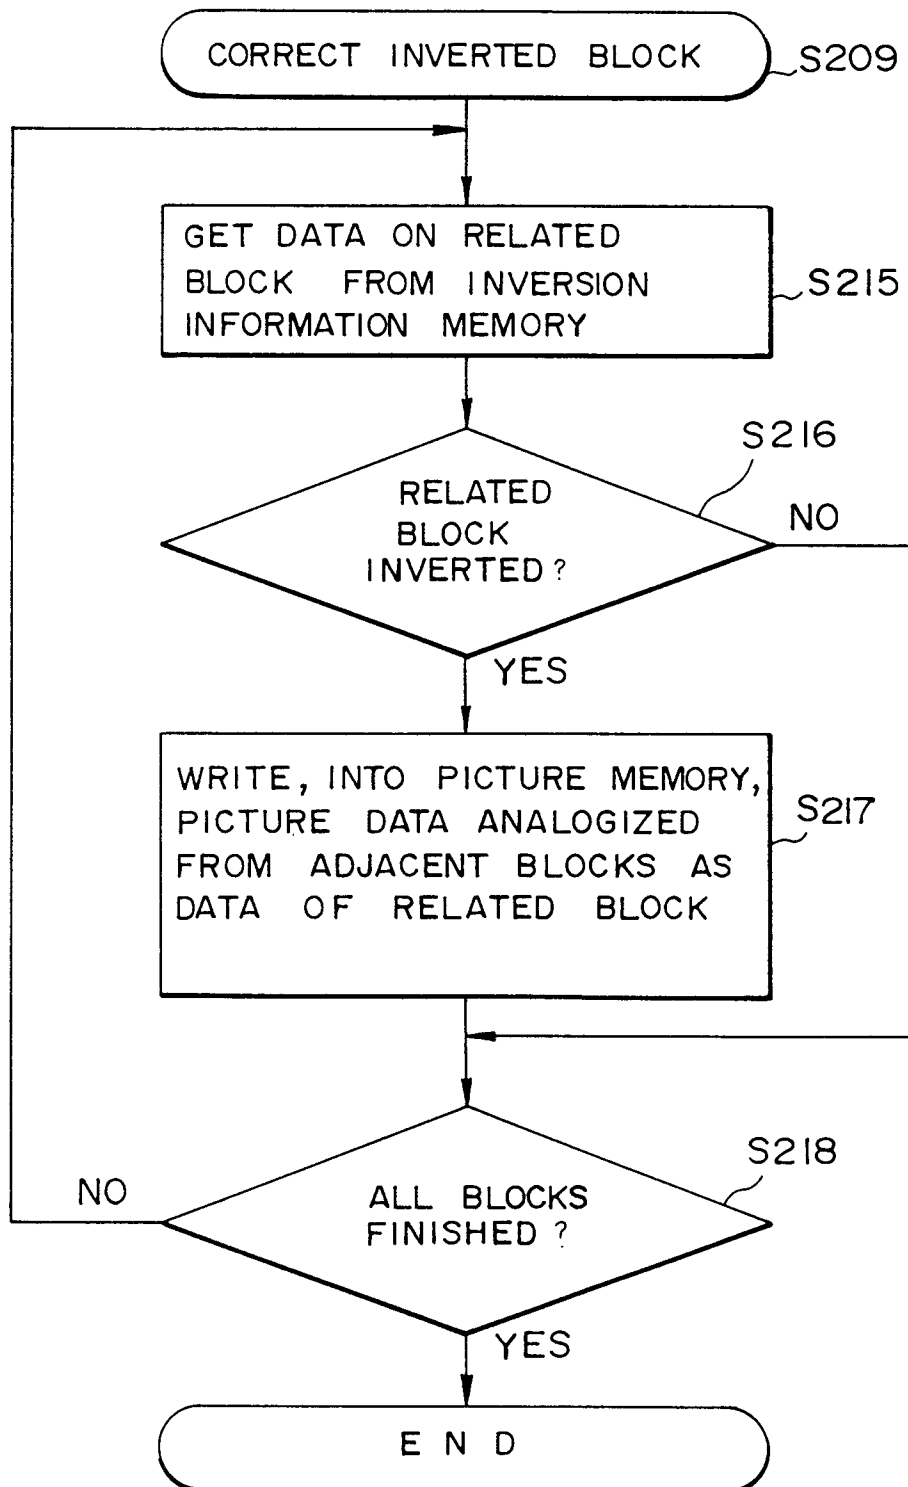 CORRECT INVERTED BLOCK
S209
GET DATA ON RELATED
BLOCK FROM INVERSION
INFORMATION MEMORY
S215
S216
RELATED
BLOCK
INVERTED?
NO
YES
WRITE, INTO PICTURE MEMORY,
PICTURE DATA ANALOGIZED
FROM ADJACENT BLOCKS AS
DATA OF RELATED BLOCK
S217
S218
ALL BLOCKS
FINISHED?
NO
YES
END